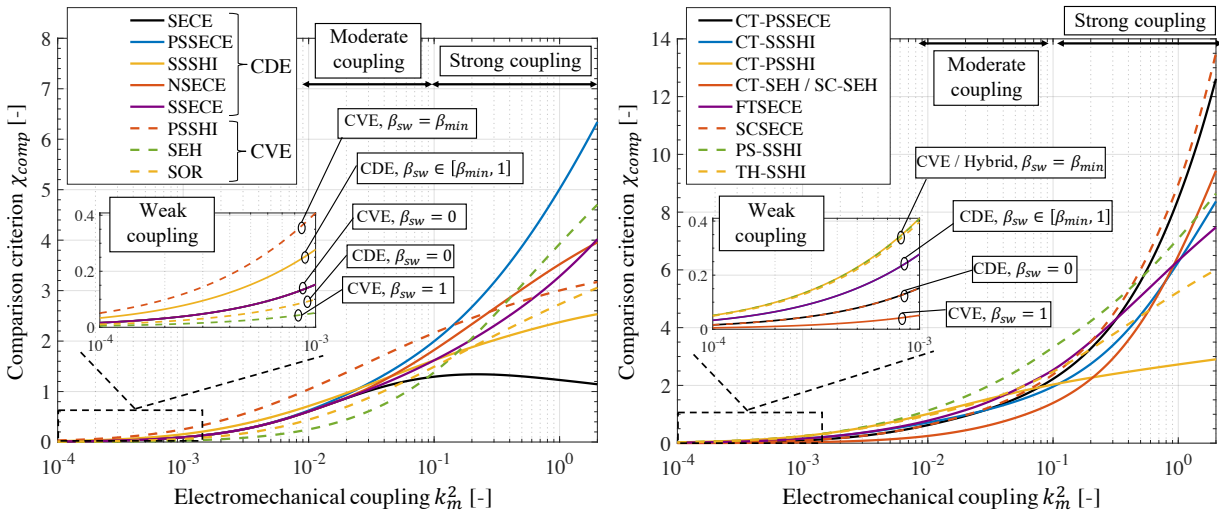 SECE
PSSECE
SSSHI
NSECE
SSECE
CDE
PSSHI
SEH
SOR
CVE
Moderate
coupling
Strong coupling
CVE, β_sw = β_min
CDE, β_sw ∈ [β_min, 1]
CVE, β_sw = 0
CDE, β_sw = 0
CVE, β_sw = 1
Weak
coupling
0.4
0.2
0
10^-4
10^-3
8
7
6
5
4
3
2
1
0
10^-4
10^-3
10^-2
10^-1
10^0
Comparison criterion χ_comp [-]
Electromechanical coupling k_m^2 [-]
CT-PSSECE
CT-SSSHI
CT-PSSHI
CT-SEH / SC-SEH
FTSECE
SCSECE
PS-SSHI
TH-SSHI
Strong coupling
Moderate
coupling
CVE / Hybrid, β_sw = β_min
CDE, β_sw ∈ [β_min, 1]
CDE, β_sw = 0
CVE, β_sw = 1
Weak
coupling
0.4
0.2
0
10^-4
10^-3
14
12
10
8
6
4
2
0
10^-4
10^-3
10^-2
10^-1
10^0
Comparison criterion χ_comp [-]
Electromechanical coupling k_m^2 [-]